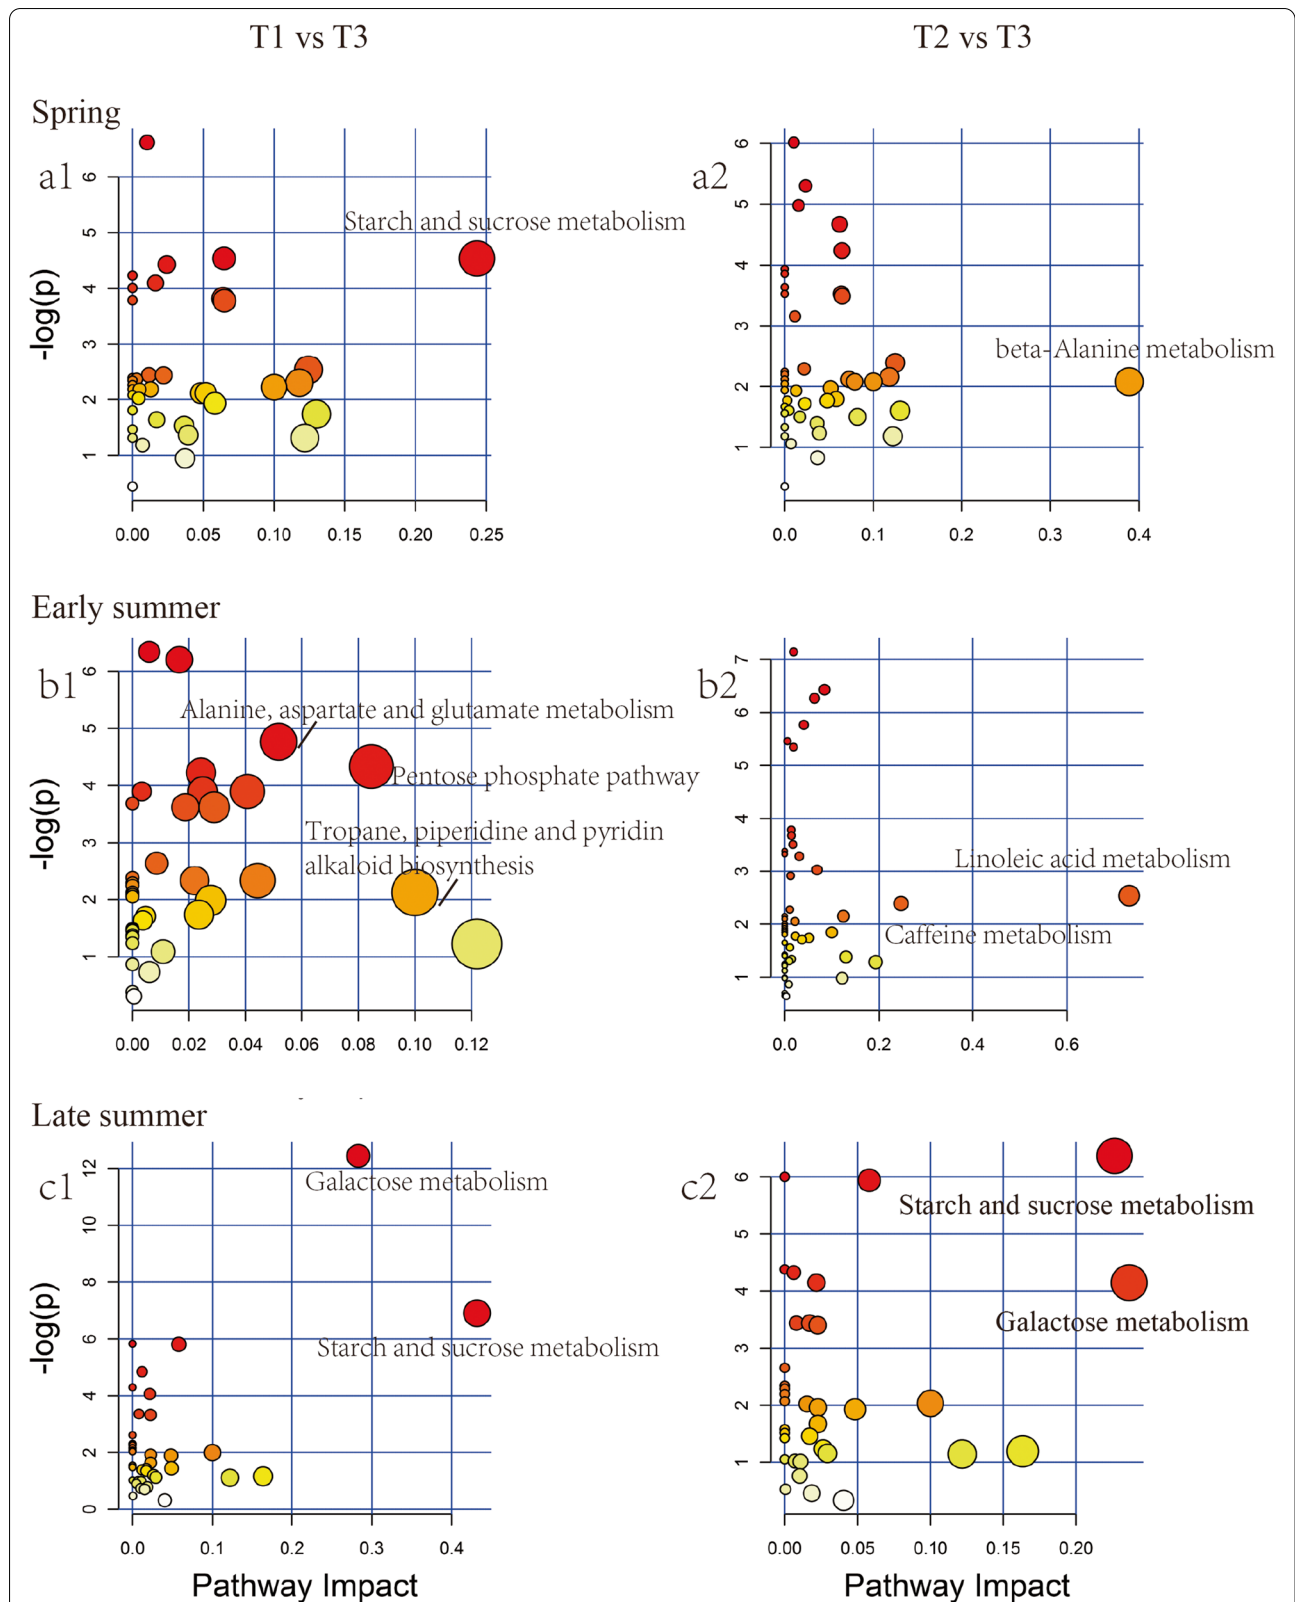 T1 vs T3
T2 vs T3
Spring
a1
-log(p)
6
5
4
3
2
1
Starch and sucrose metabolism
0.00 0.05 0.10 0.15 0.20 0.25
a2
6
5
4
3
2
1
beta-Alanine metabolism
0.0 0.1 0.2 0.3 0.4
Early summer
b1
-log(p)
6
5
4
3
2
1
Alanine, aspartate and glutamate metabolism
Pentose phosphate pathway
Tropane, piperidine and pyridin
alkaloid biosynthesis
0.00 0.02 0.04 0.06 0.08 0.10 0.12
b2
7
6
5
4
3
2
1
Linoleic acid metabolism
Caffeine metabolism
0.0 0.2 0.4 0.6
Late summer
c1
-log(p)
12
10
8
6
4
2
0
Galactose metabolism
Starch and sucrose metabolism
0.0 0.1 0.2 0.3 0.4
Pathway Impact
c2
6
5
4
3
2
1
Starch and sucrose metabolism
Galactose metabolism
0.00 0.05 0.10 0.15 0.20
Pathway Impact